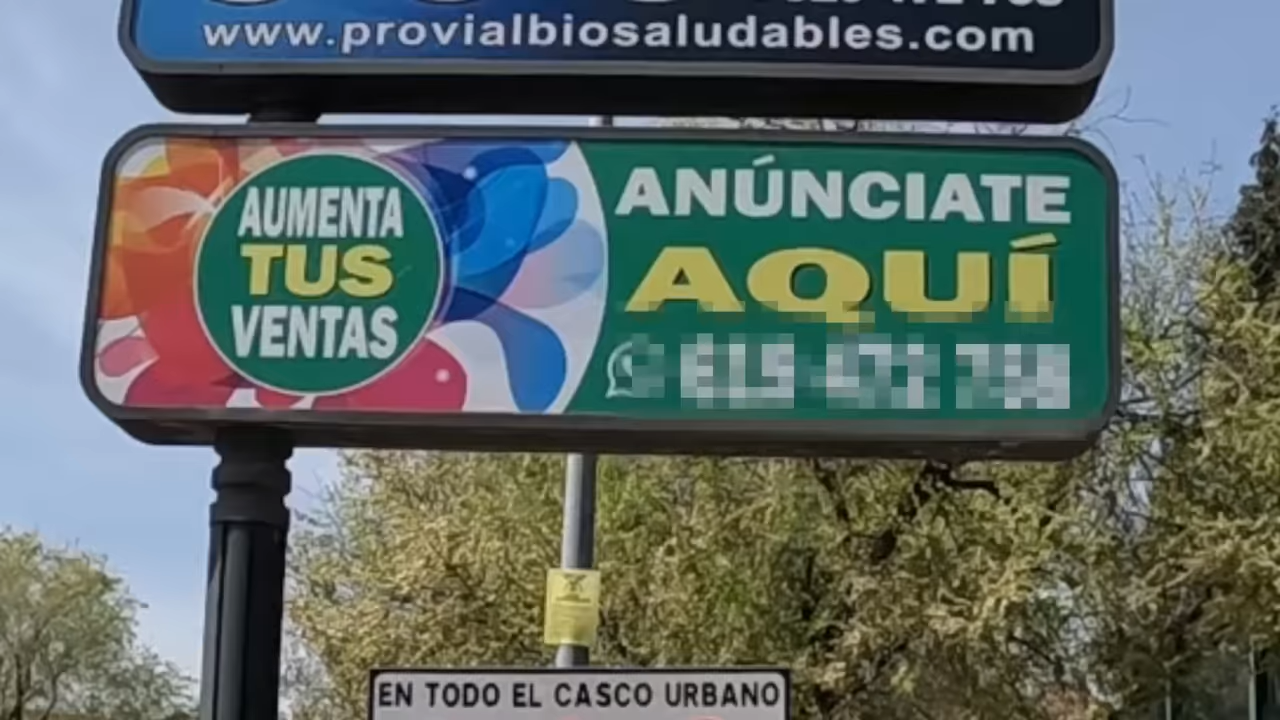 www.provialbiosaludables.com
AUMENTA
TUS
VENTAS
ANÚNCIATE
AQUÍ
EN TODO EL CASCO URBANO